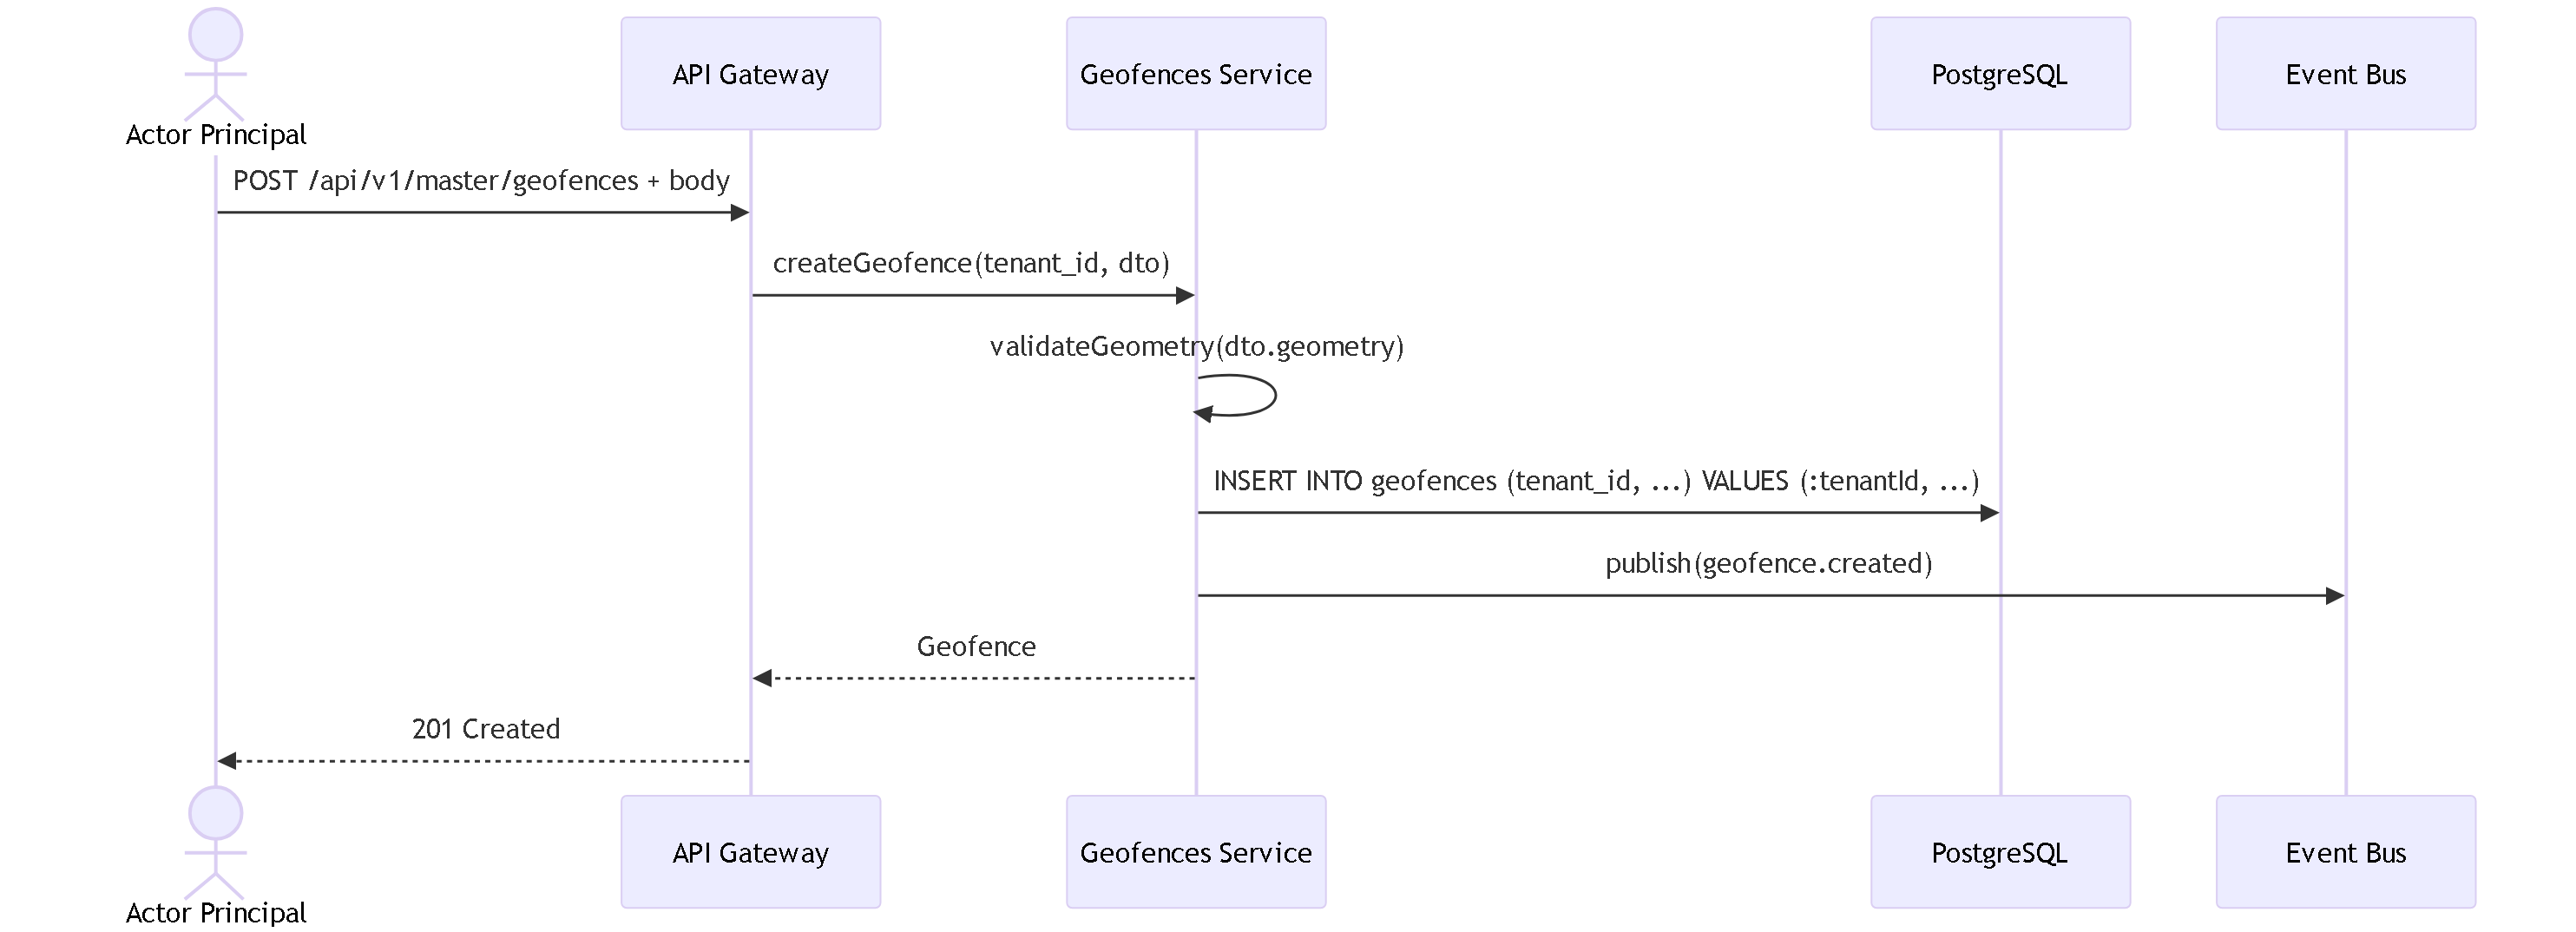 Actor Principal
API Gateway
Geofences Service
PostgreSQL
Event Bus
POST /api/v1/master/geofences + body
createGeofence(tenant_id, dto)
validateGeometry(dto.geometry)
INSERT INTO geofences (tenant_id, ...) VALUES (:tenantId, ...)
publish(geofence.created)
Geofence
201 Created
Actor Principal
API Gateway
Geofences Service
PostgreSQL
Event Bus